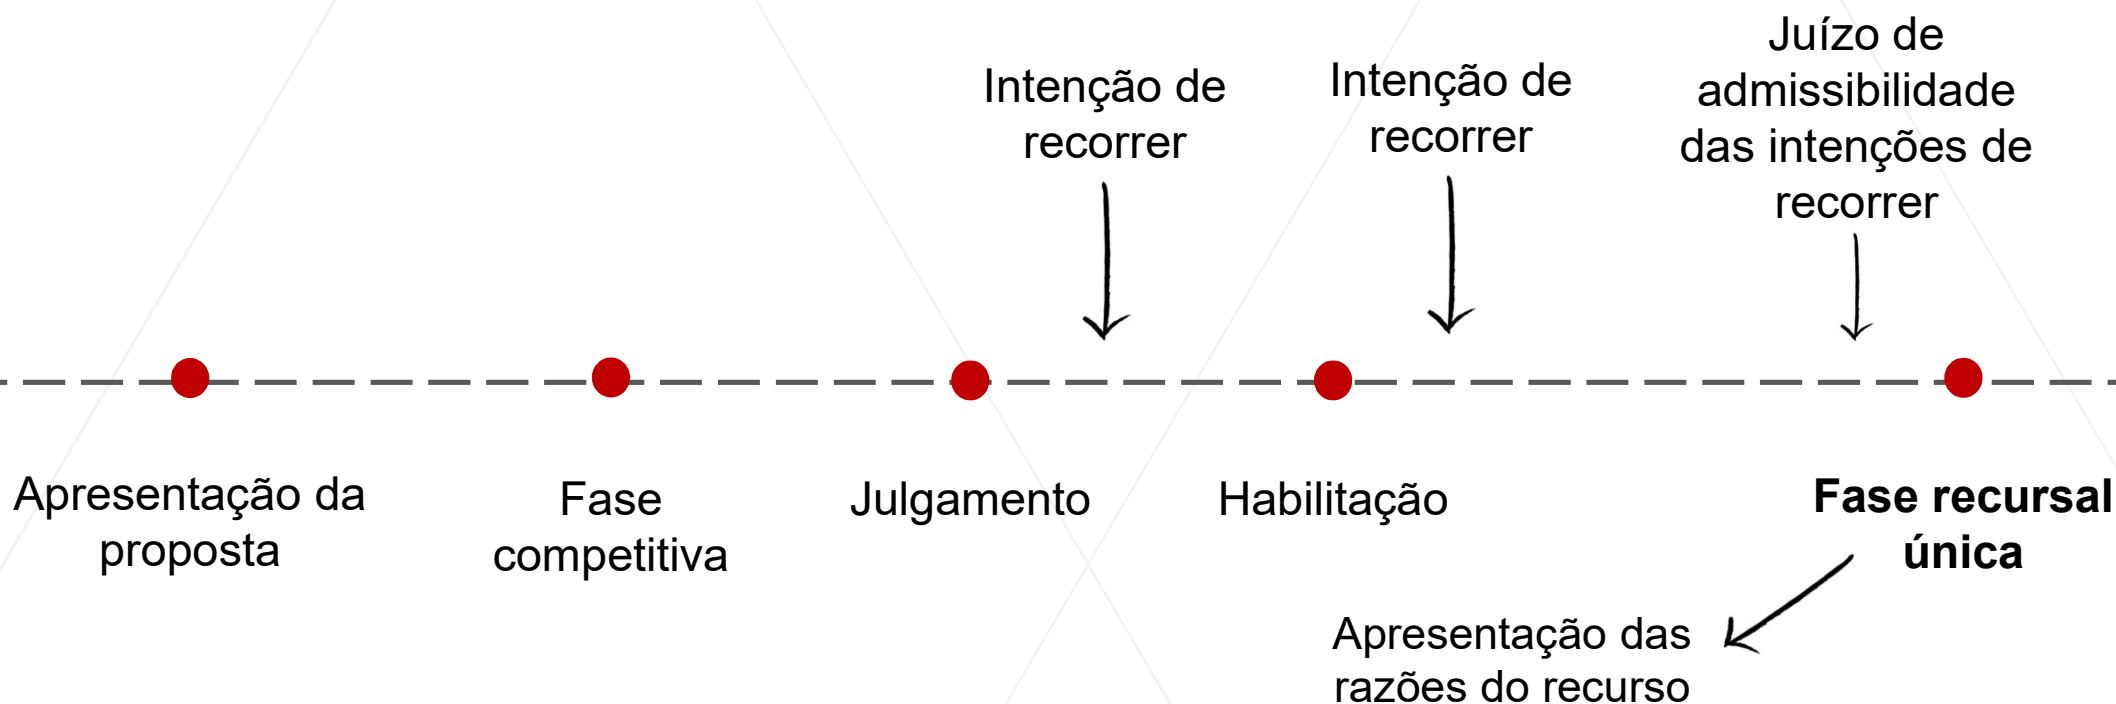 Intenção de
recorrer
Intenção de
recorrer
Juízo de
admissibilidade
das intenções de
recorrer
Apresentação da
proposta
Fase
competitiva
Julgamento
Habilitação
Fase recursal
única
Apresentação das
razões do recurso